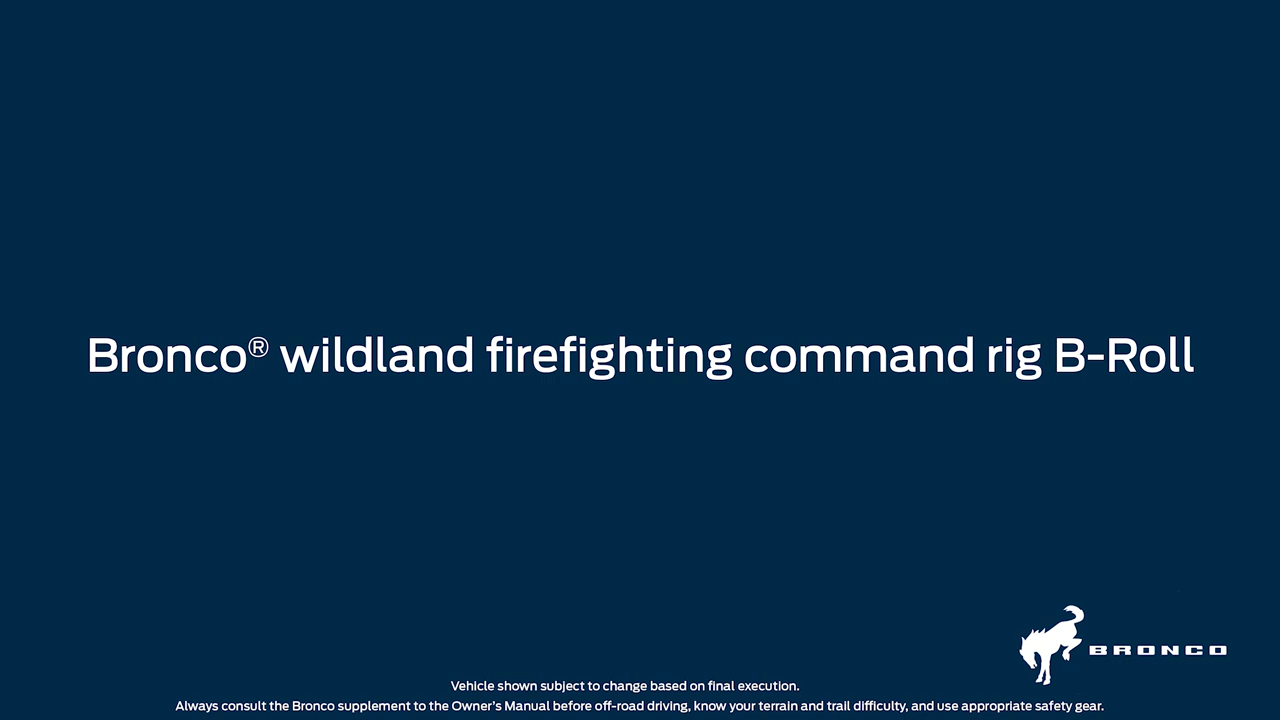 Bronco® wildland firefighting command rig B-Roll
BRONCO
Vehicle shown subject to change based on final execution.
Always consult the Bronco supplement to the Owner's Manual before off-road driving, know your terrain and trail difficulty, and use appropriate safety gear.